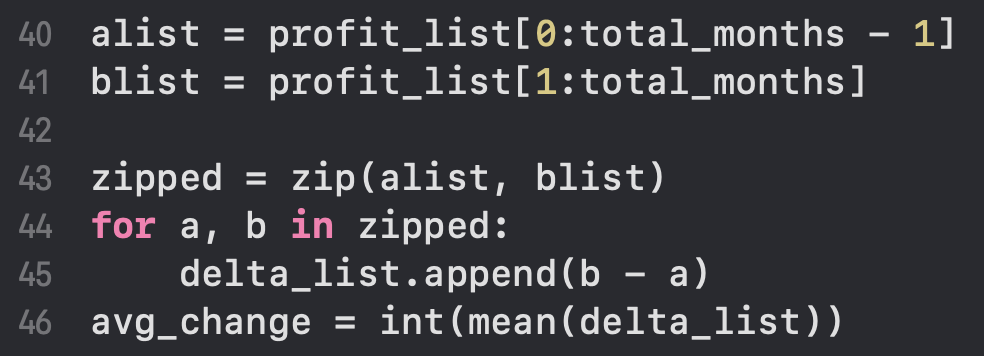 40 alist = profit_list[0:total_months - 1]
41 blist = profit_list[1:total_months]
42
43 zipped = zip(alist, blist)
44 for a, b in zipped:
45     delta_list.append(b - a)
46 avg_change = int(mean(delta_list))